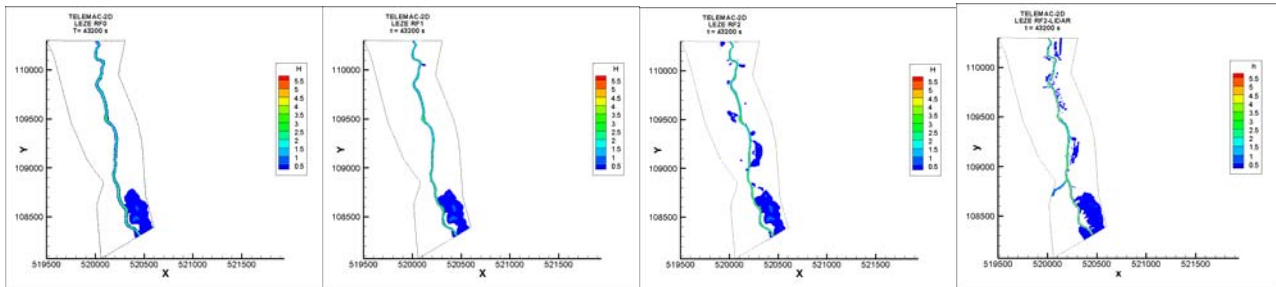 TELEMAC-2D
LEZE RF0
T= 43200 s
H
5.5
5
4.5
4
3.5
3
2.5
2
1.5
1
0.5
Y
110000
109500
109000
108500
519500 520000 520500 521000 521500
X
TELEMAC-2D
LEZE RF1
t = 43200 s
H
5.5
5
4.5
4
3.5
3
2.5
2
1.5
1
0.5
Y
110000
109500
109000
108500
519500 520000 520500 521000 521500
X
TELEMAC-2D
LEZE RF2
t = 43200 s
H
5.5
5
4.5
4
3.5
3
2.5
2
1.5
1
0.5
Y
110000
109500
109000
108500
519500 520000 520500 521000 521500
X
TELEMAC-2D
LEZE RF2-LIDAR
t = 43200 s
h
5.5
5
4.5
4
3.5
3
2.5
2
1.5
1
0.5
y
110000
109500
109000
108500
519500 520000 520500 521000 521500
x